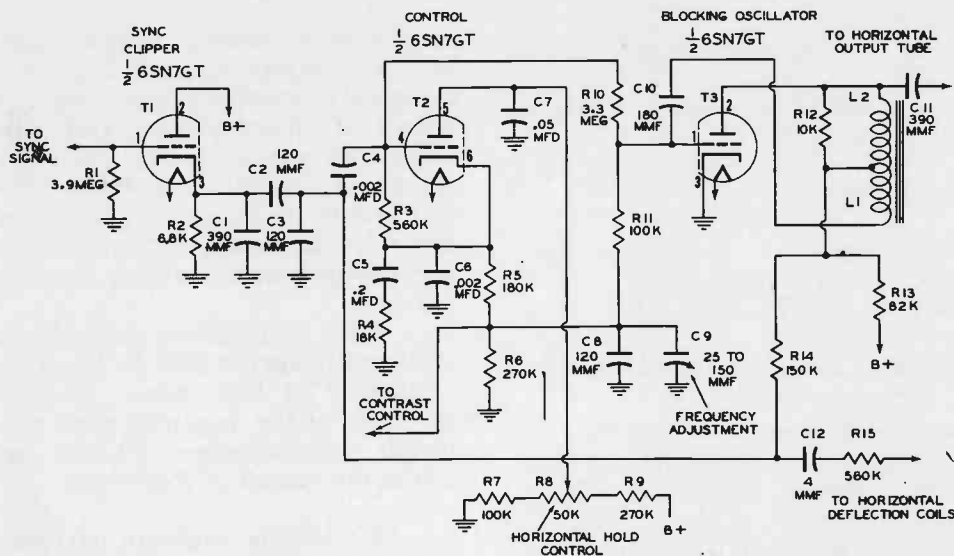 SYNC
CLIPPER
1/2 6SN7GT
CONTROL
1/2 6SN7GT
BLOCKING OSCILLATOR
1/2 6SN7GT
TO HORIZONTAL
OUTPUT TUBE
T1
2
B+
1
3
TO
SYNC
SIGNAL
R1
3.9MEG
R2
6.8K
C1
390
MMF
C2
120
MMF
C3
120
MMF
C4
.002
MFD
T2
5
4
6
C7
.05
MFD
R3
560K
C5
.2
MFD
R4
18K
C6
.002
MFD
R5
180K
R6
270K
R10
3.3
MEG
R11
100K
C10
180
MMF
T3
2
1
3
R12
10K
L2
L1
C11
390
MMF
C8
120
MMF
C9
25 TO
150
MMF
FREQUENCY
ADJUSTMENT
R13
82K
B+
R14
150K
TO
CONTRAST
CONTROL
R7
100K
R8
50K
R9
270K
B+
HORIZONTAL HOLD
CONTROL
C12
4
MMF
R15
560K
TO HORIZONTAL
DEFLECTION COILS